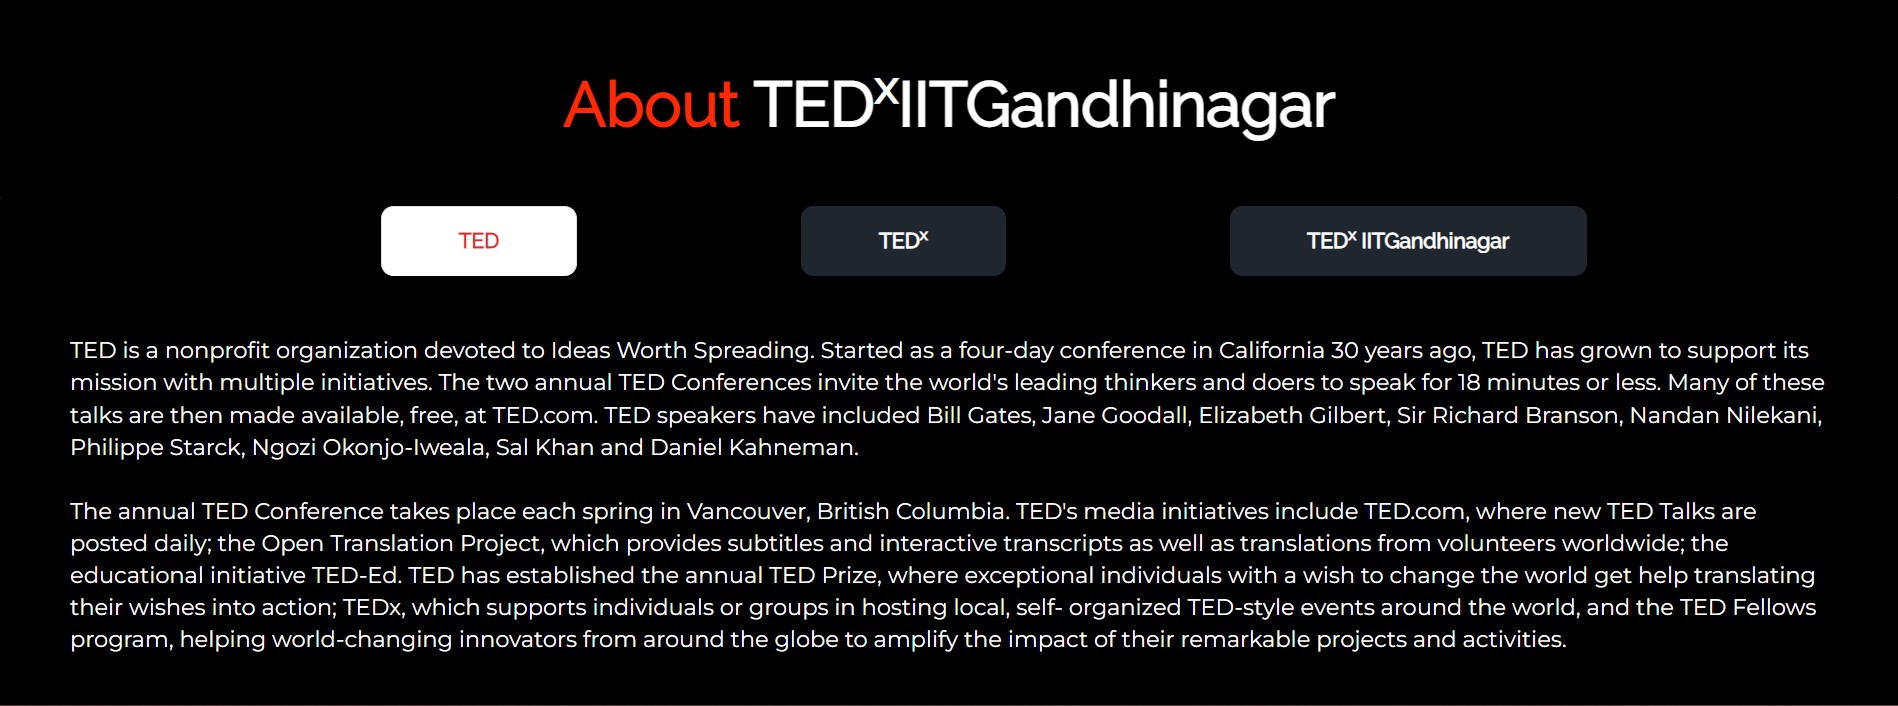 About TEDxIITGandhinagar
TED
TEDx
TEDx IITGandhinagar
TED is a nonprofit organization devoted to Ideas Worth Spreading. Started as a four-day conference in California 30 years ago, TED has grown to support its
mission with multiple initiatives. The two annual TED Conferences invite the world's leading thinkers and doers to speak for 18 minutes or less. Many of these
talks are then made available, free, at TED.com. TED speakers have included Bill Gates, Jane Goodall, Elizabeth Gilbert, Sir Richard Branson, Nandan Nilekani,
Philippe Starck, Ngozi Okonjo-Iweala, Sal Khan and Daniel Kahneman.
The annual TED Conference takes place each spring in Vancouver, British Columbia. TED's media initiatives include TED.com, where new TED Talks are
posted daily; the Open Translation Project, which provides subtitles and interactive transcripts as well as translations from volunteers worldwide; the
educational initiative TED-Ed. TED has established the annual TED Prize, where exceptional individuals with a wish to change the world get help translating
their wishes into action; TEDx, which supports individuals or groups in hosting local, self- organized TED-style events around the world, and the TED Fellows
program, helping world-changing innovators from around the globe to amplify the impact of their remarkable projects and activities.